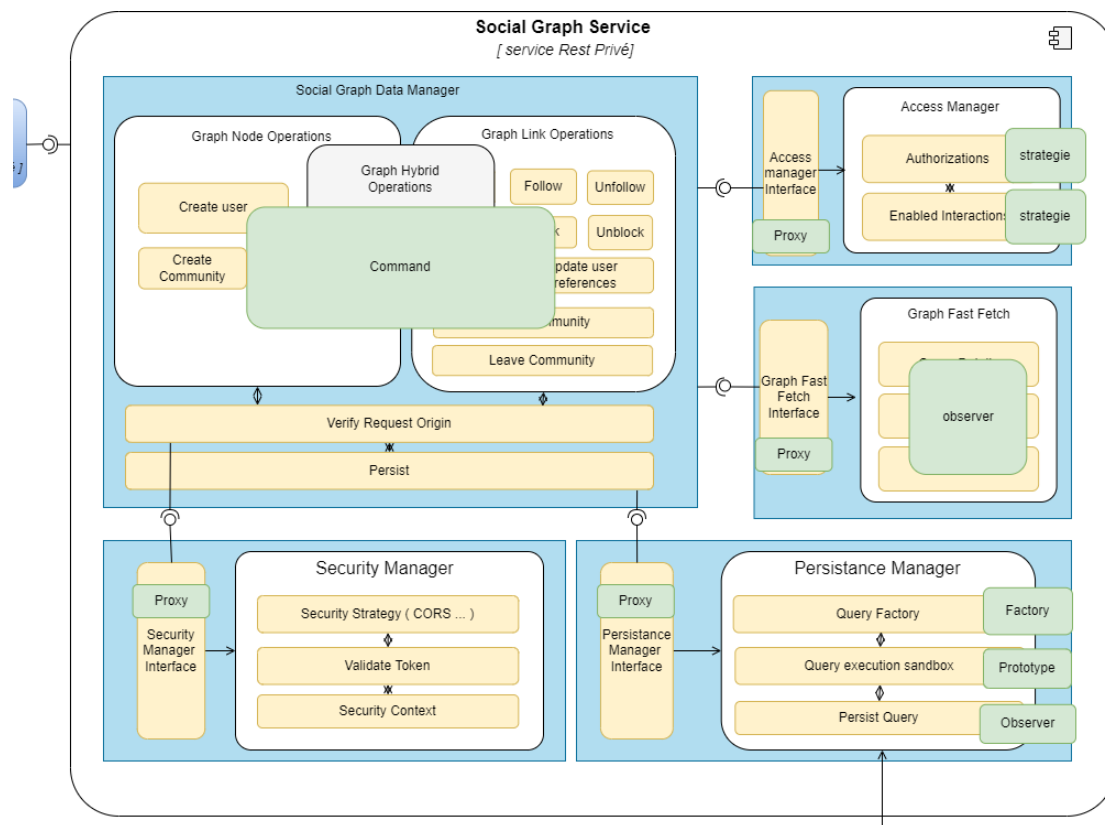 Social Graph Service
[ service Rest Privé]
Social Graph Data Manager
Graph Node Operations
Graph Link Operations
Graph Hybrid
Operations
Create user
Create
Community
Follow
Unfollow
Unblock
Command
user
Leave Community
Verify Request Origin
Persist
Access
manager
Interface
Proxy
Access Manager
Authorizations
strategie
Enabled Interactions
strategie
Graph Fast
Fetch
Interface
Proxy
Graph Fast Fetch
observer
Proxy
Security
Manager
Interface
Security Manager
Security Strategy ( CORS ... )
Validate Token
Security Context
Proxy
Persistance
Manager
Interface
Persistance Manager
Query Factory
Factory
Query execution sandbox
Prototype
Persist Query
Observer